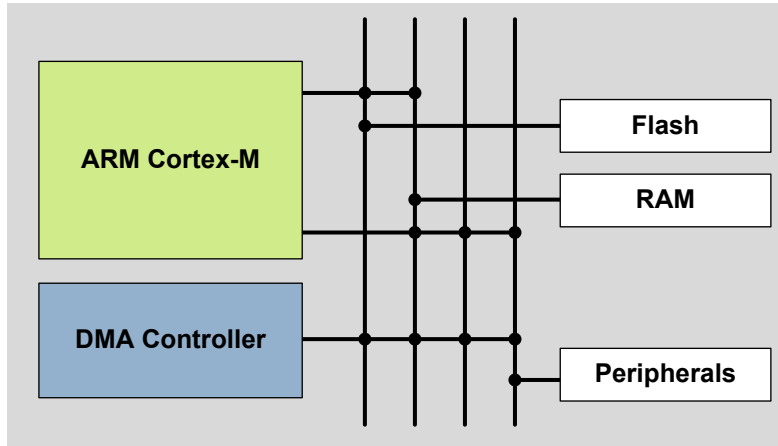 ARM Cortex-M
Flash
RAM
DMA Controller
Peripherals